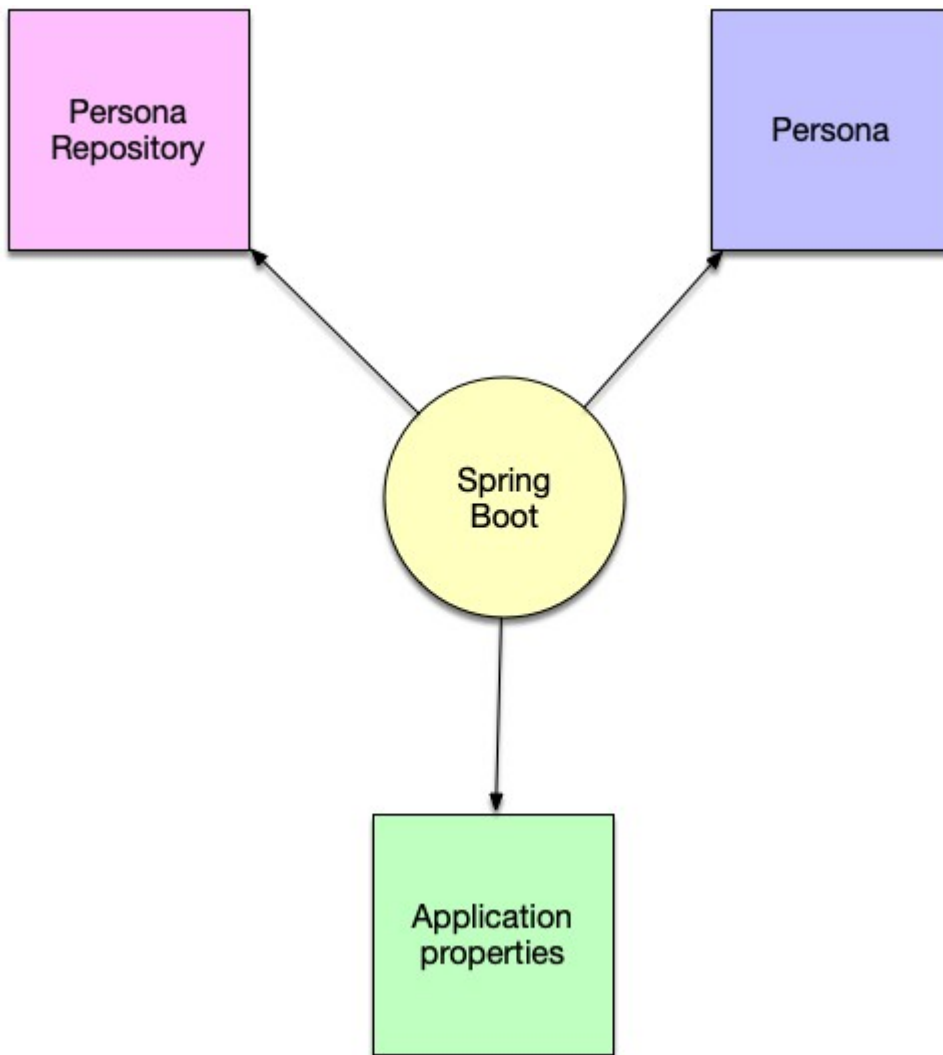 Persona
Repository
Persona
Spring
Boot
Application
properties